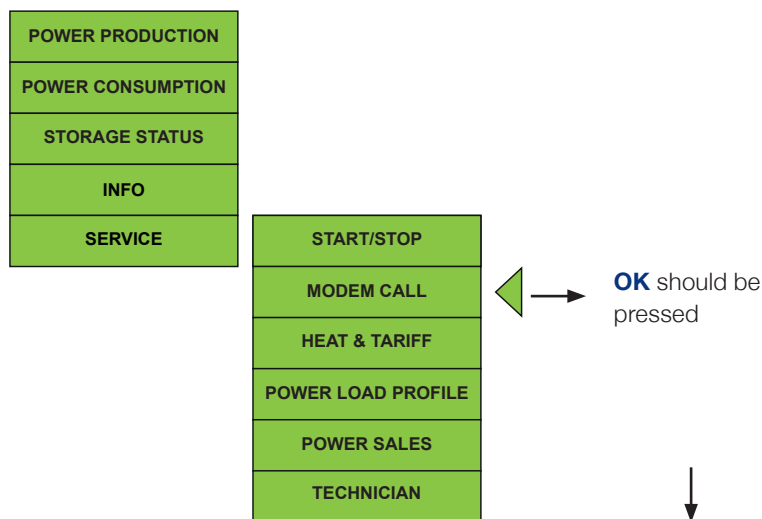 POWER PRODUCTION
POWER CONSUMPTION
STORAGE STATUS
INFO
SERVICE
START/STOP
MODEM CALL
OK should be
pressed
HEAT & TARIFF
POWER LOAD PROFILE
POWER SALES
TECHNICIAN